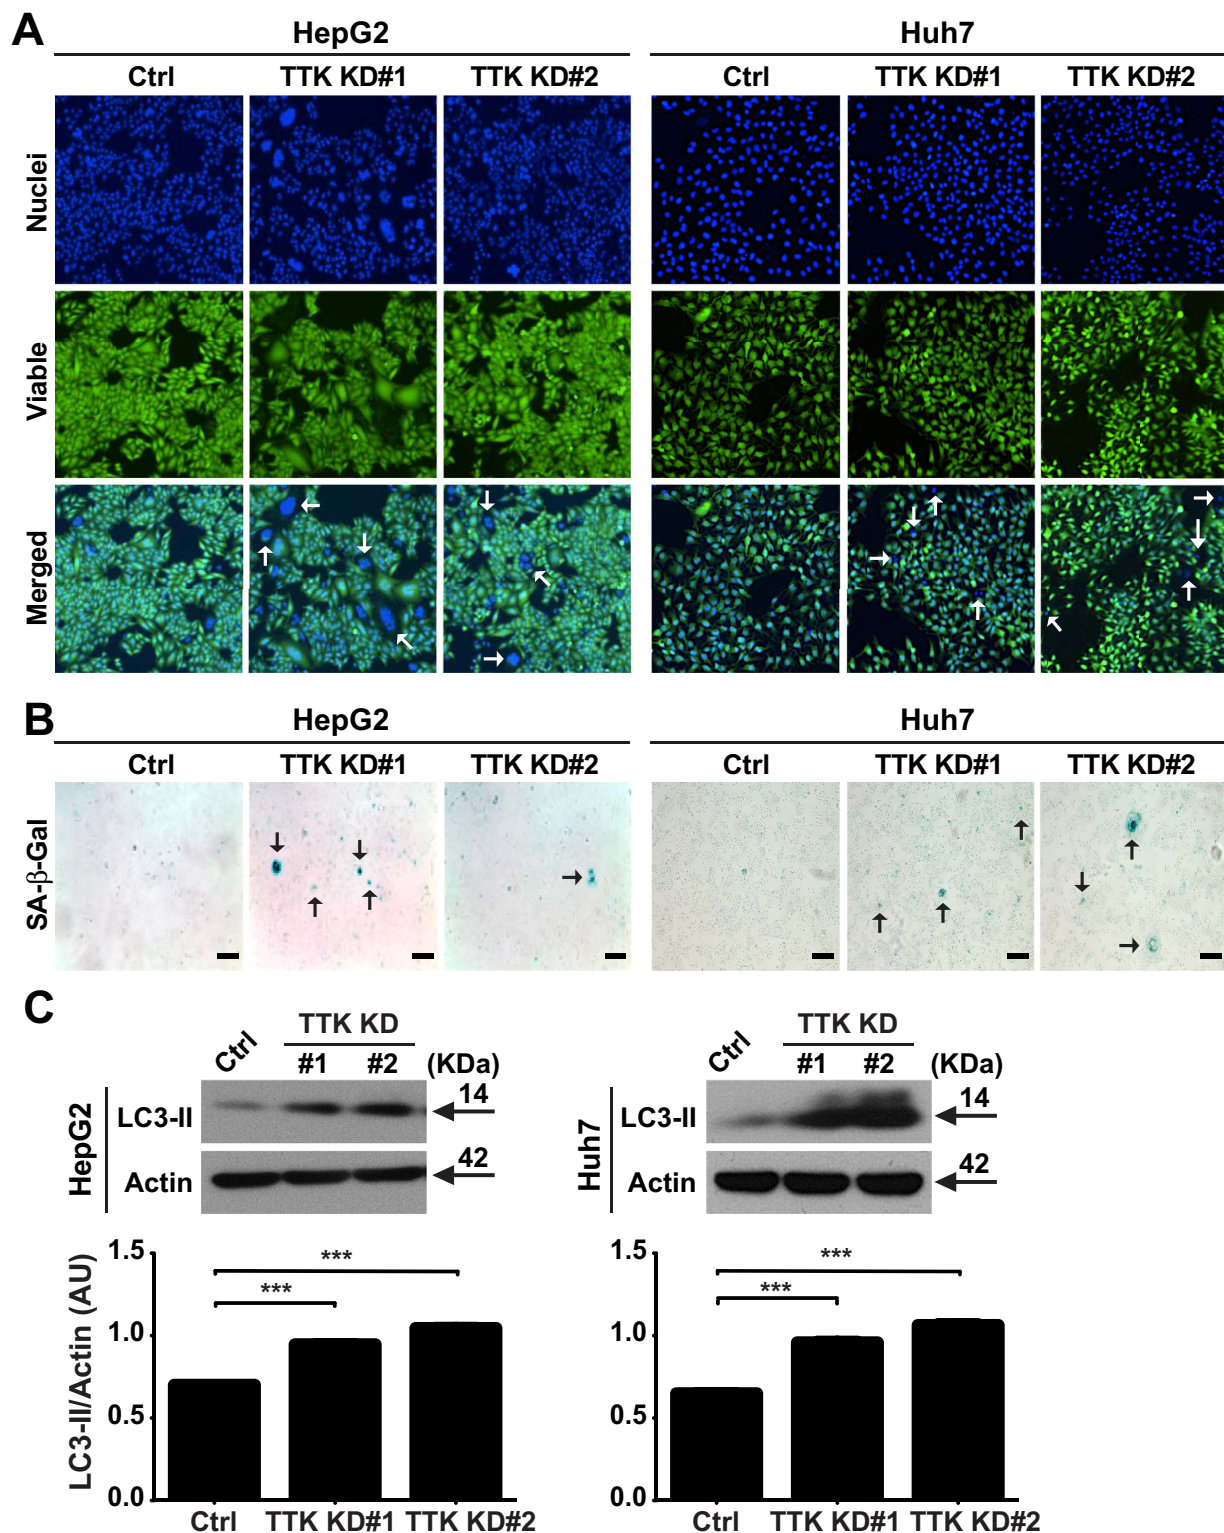 A
HepG2
Huh7
Ctrl
TTK KD#1
TTK KD#2
Ctrl
TTK KD#1
TTK KD#2
Nuclei
Viable
Merged
B
HepG2
Huh7
Ctrl
TTK KD#1
TTK KD#2
Ctrl
TTK KD#1
TTK KD#2
SA-β-Gal
C
Ctrl
TTK KD
#1
#2
(KDa)
HepG2
LC3-II
14
Actin
42
Ctrl
TTK KD
#1
#2
(KDa)
Huh7
LC3-II
14
Actin
42
LC3-II/Actin (AU)
1.5
1.0
0.5
0.0
***
***
Ctrl
TTK KD#1
TTK KD#2
1.5
1.0
0.5
0.0
***
***
Ctrl
TTK KD#1
TTK KD#2